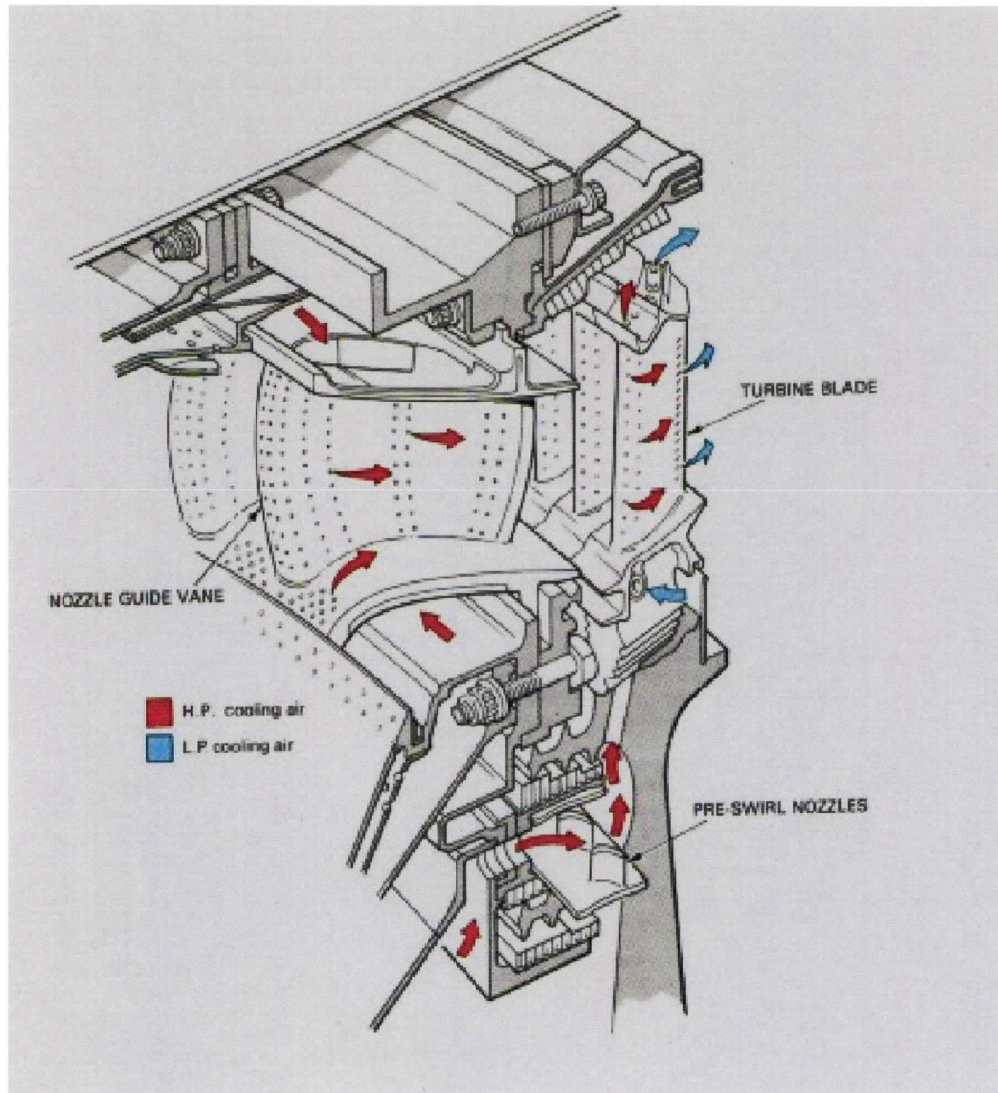 TURBINE BLADE
NOZZLE GUIDE VANE
H.P. cooling air
L.P. cooling air
PRE-SWIRL NOZZLES